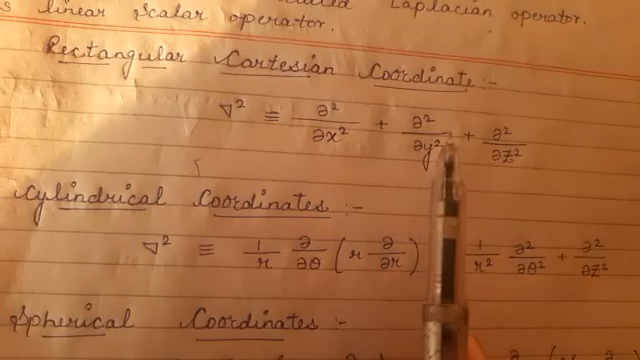 linear scalar operator. Laplacian operator.
Rectangular Cartesian Coordinate:-
∇² ≡ ∂²/∂x² + ∂²/∂y² + ∂²/∂z²
Cylindrical Coordinates:-
∇² ≡ 1/r ∂/∂θ (r ∂/∂r) 1/r² ∂²/∂θ² + ∂²/∂z²
Spherical Coordinates:-